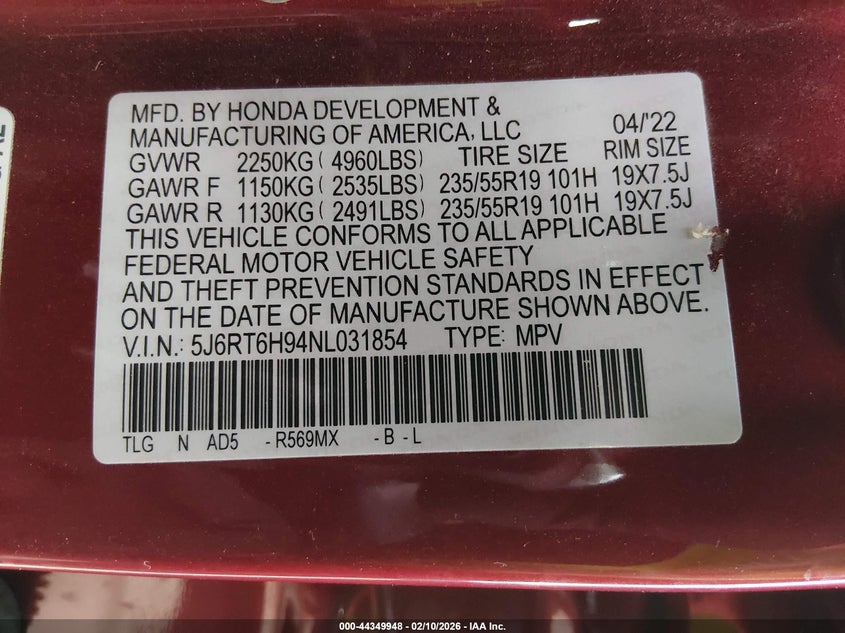 MFD. BY HONDA DEVELOPMENT &
MANUFACTURING OF AMERICA, LLC 04/'22
GVWR 2250KG ( 4960LBS) TIRE SIZE RIM SIZE
GAWR F 1150KG ( 2535LBS) 235/55R19 101H 19X7.5J
GAWR R 1130KG ( 2491LBS) 235/55R19 101H 19X7.5J
THIS VEHICLE CONFORMS TO ALL APPLICABLE
FEDERAL MOTOR VEHICLE SAFETY
AND THEFT PREVENTION STANDARDS IN EFFECT
ON THE DATE OF MANUFACTURE SHOWN ABOVE.
V.I.N.: 5J6RT6H94NL031854 TYPE: MPV
TLG N AD5 - R569MX - B - L
000-44349948 - 02/10/2026 - IAA Inc.